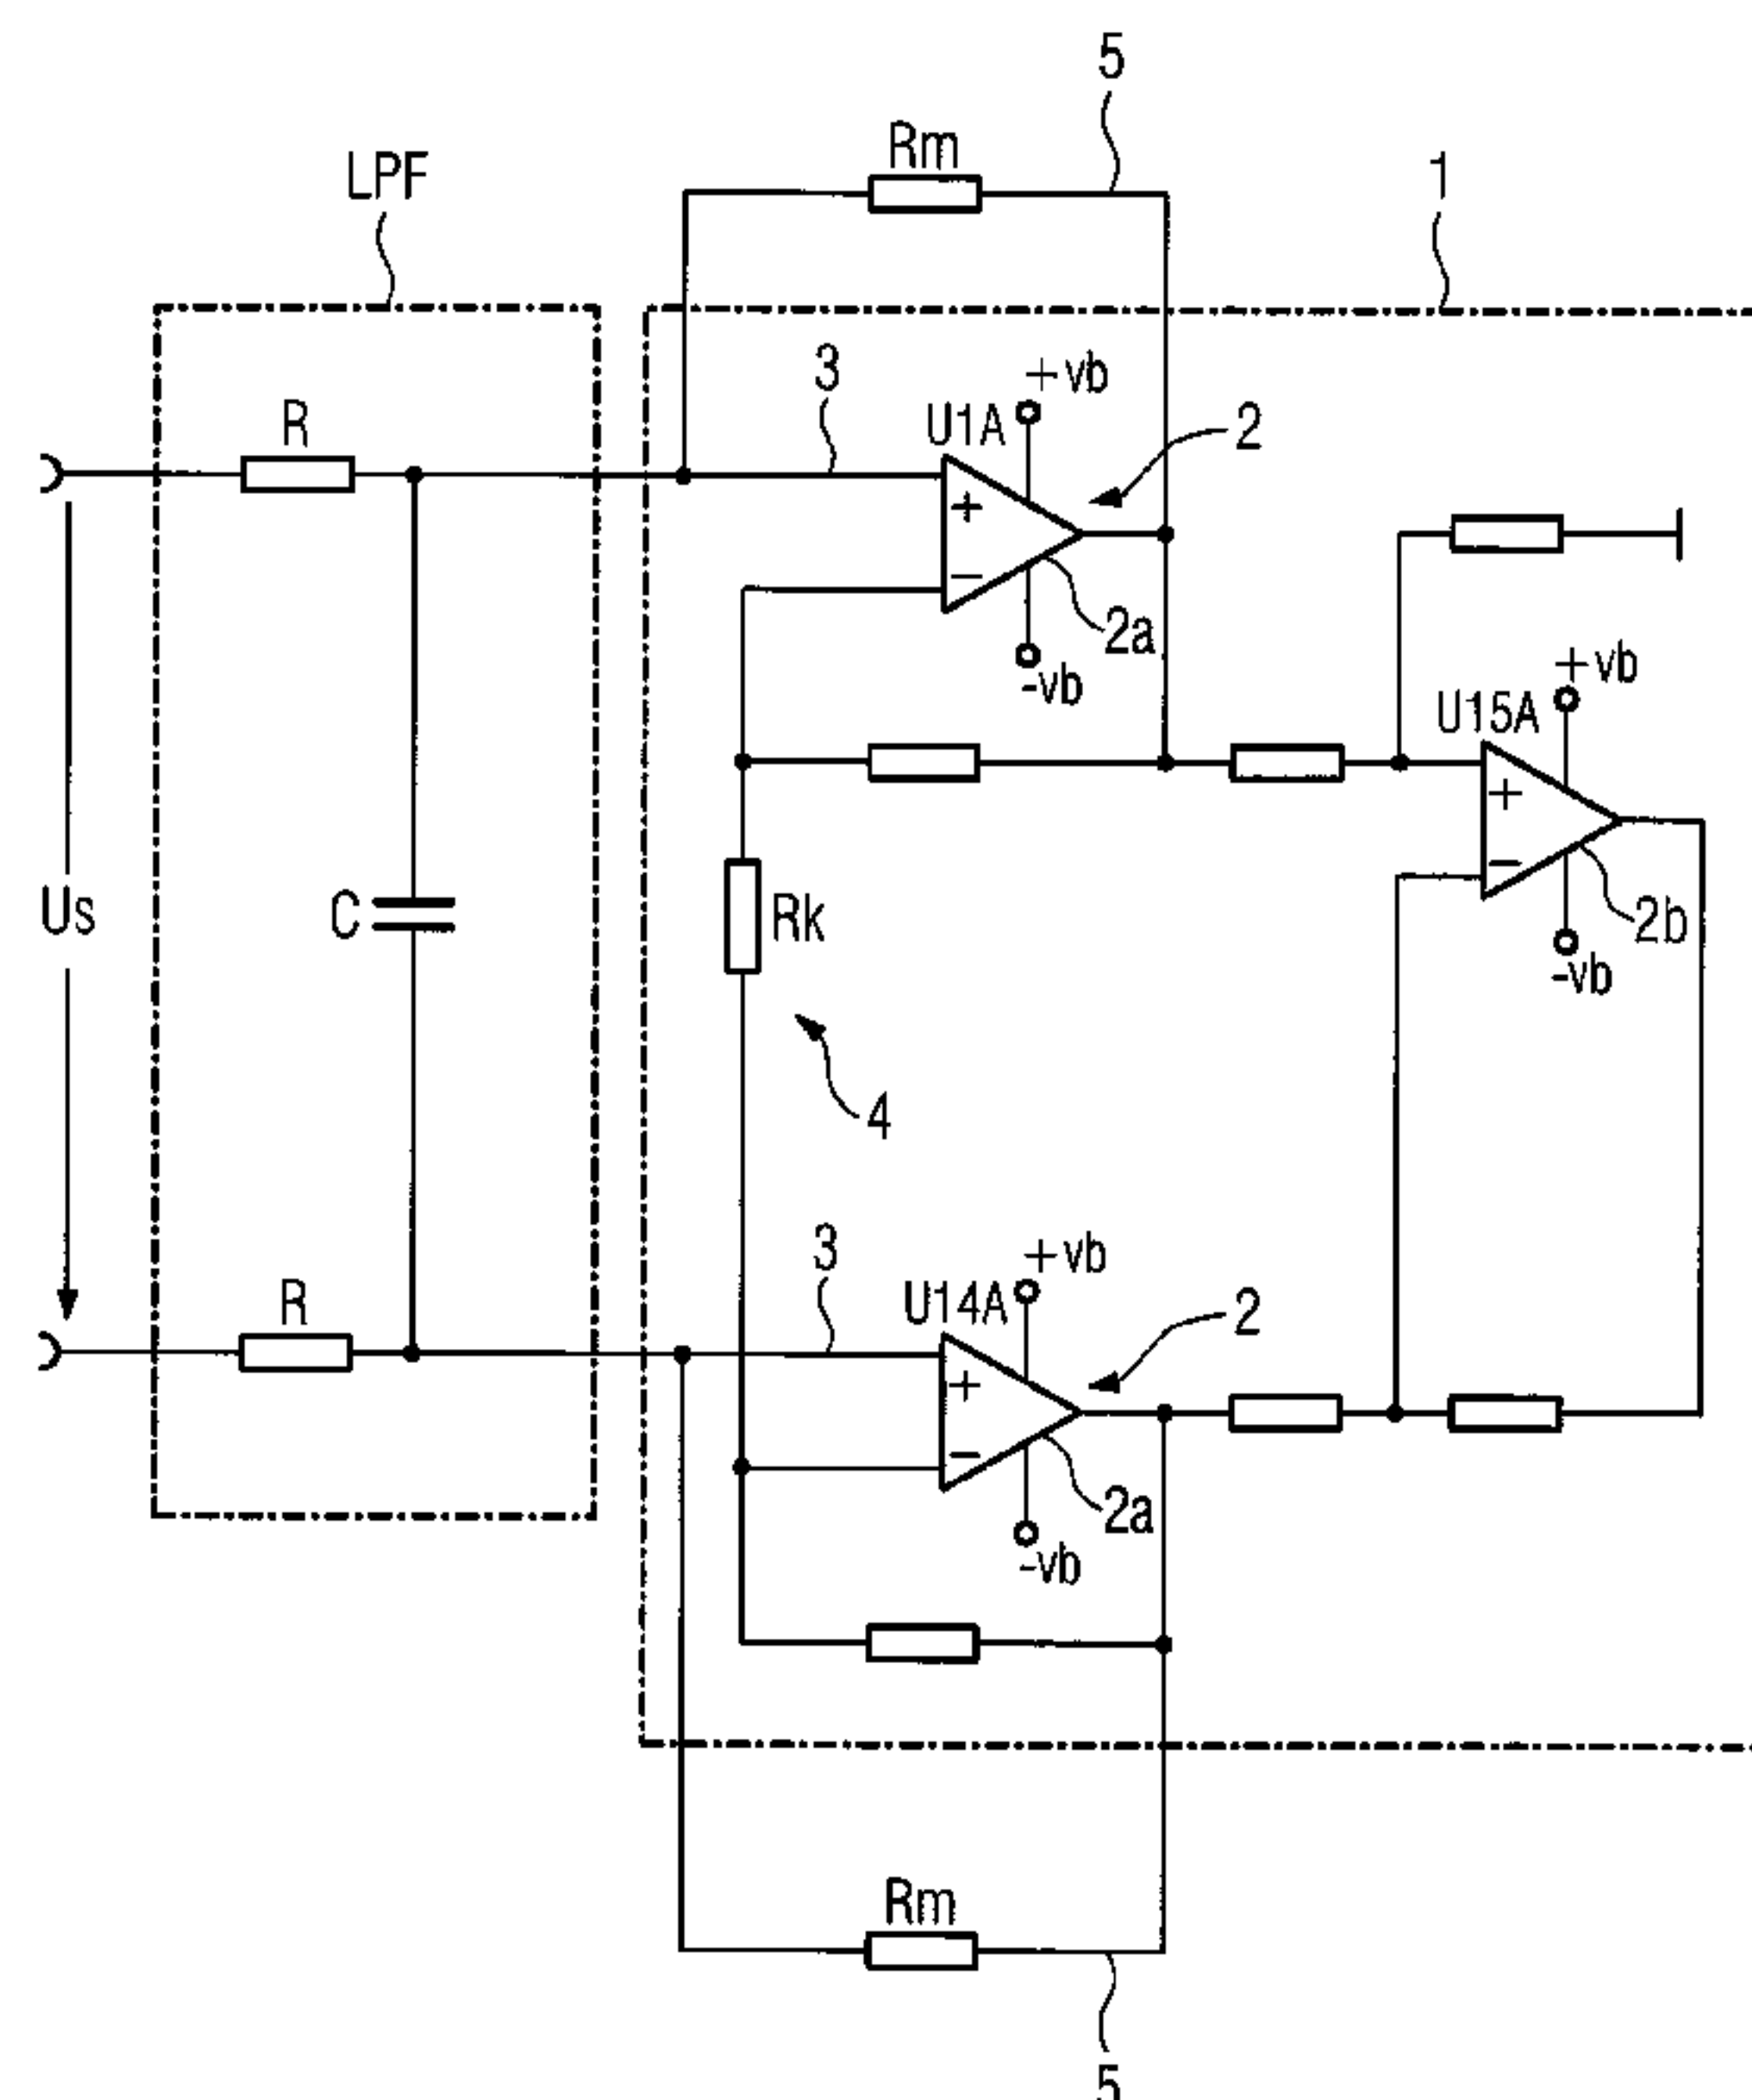 5
Rm
LPF
1
3
+vb
R
U1A
2
+
−
2a
-vb
+vb
U15A
+
−
2b
-vb
Us
C
Rk
4
3
+vb
R
U14A
2
+
−
2a
-vb
Rm
5